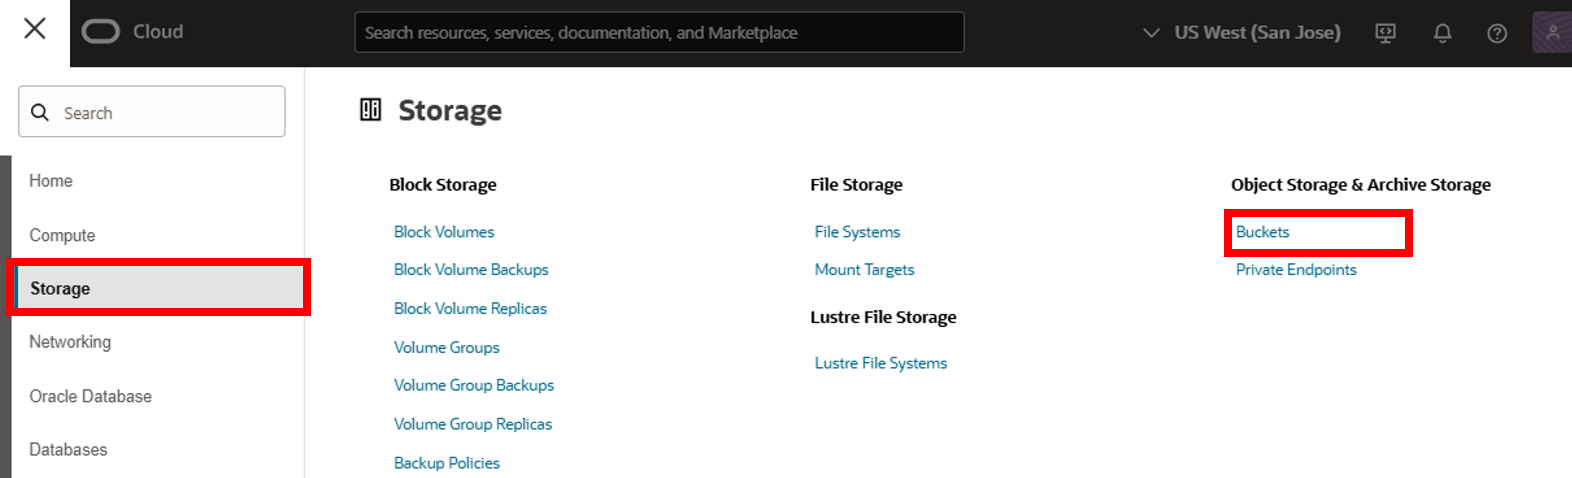 Cloud
Search resources, services, documentation, and Marketplace
US West (San Jose)
Search
Home
Compute
Storage
Networking
Oracle Database
Databases
Storage
Block Storage
Block Volumes
Block Volume Backups
Block Volume Replicas
Volume Groups
Volume Group Backups
Volume Group Replicas
Backup Policies
File Storage
File Systems
Mount Targets
Lustre File Storage
Lustre File Systems
Object Storage & Archive Storage
Buckets
Private Endpoints